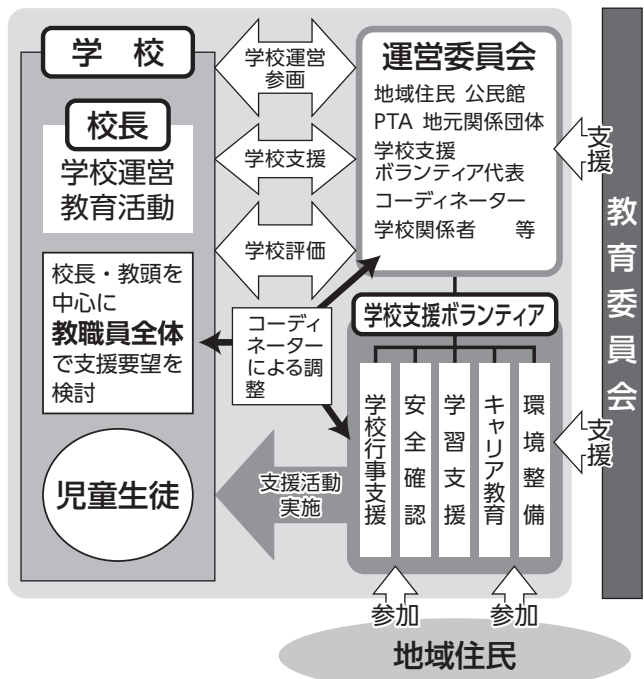 学 校
校長
学校運営
教育活動
校長・教頭を
中心に
教職員全体
で支援要望を
検討
児童生徒
学校運営
参画
学校支援
学校評価
コーディ
ネーター
による調
整
支援活動
実施
運営委員会
地域住民 公民館
PTA 地元関係団体
学校支援
ボランティア代表
コーディネーター
学校関係者 等
学校支援ボランティア
学校行事支援
安全確認
学習支援
キャリア教育
環境整備
支援
支援
教育委員会
参加
参加
地域住民